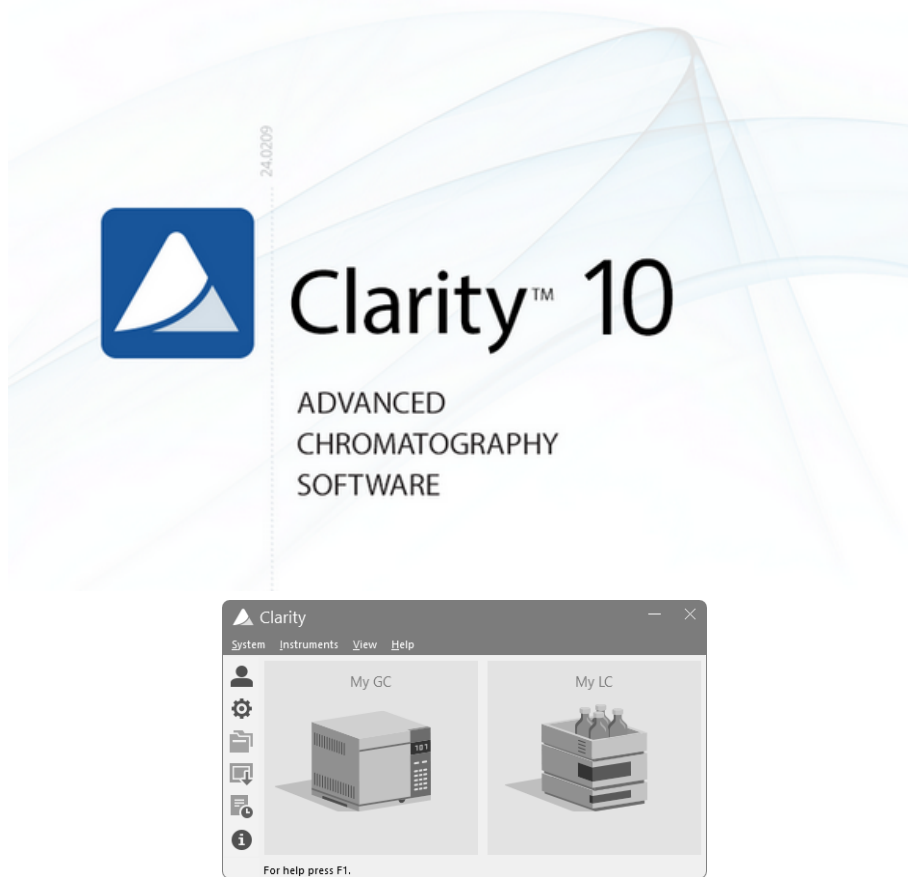 24.0209
Clarity™ 10
ADVANCED
CHROMATOGRAPHY
SOFTWARE
Clarity
System Instruments View Help
My GC My LC
101
For help press F1.